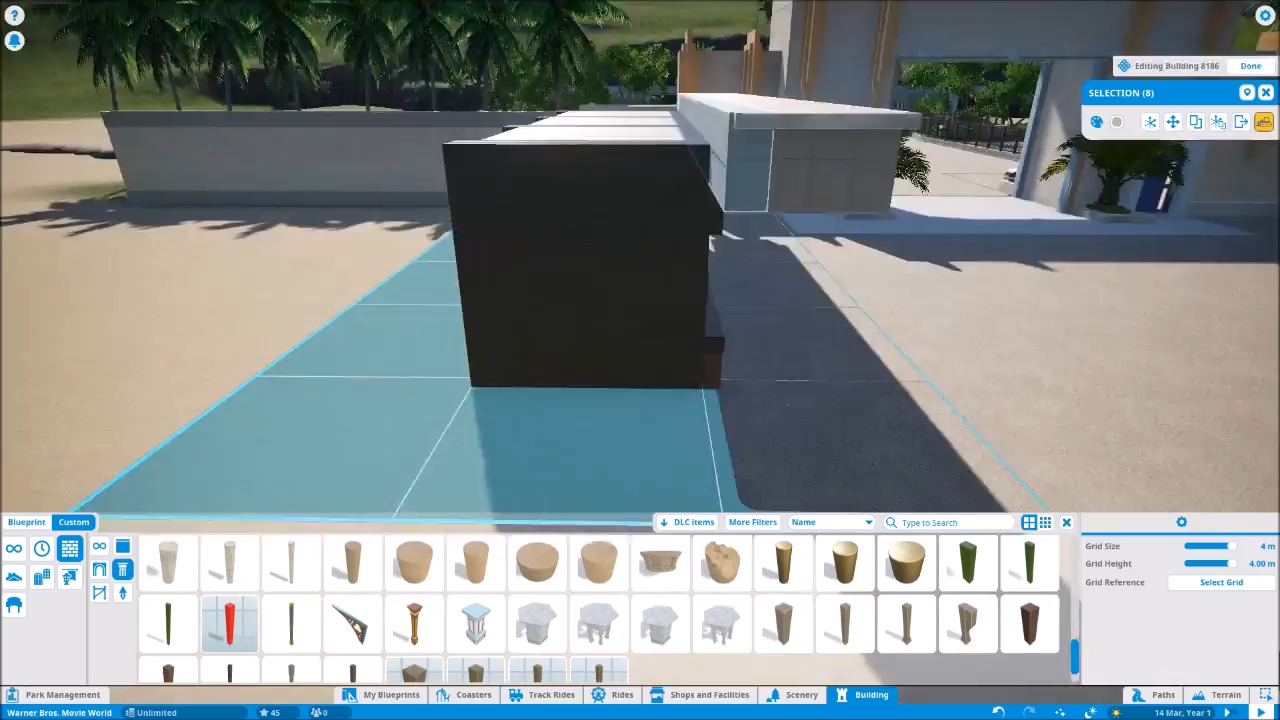 Editing Building 8186 Done
SELECTION (8)
Blueprint Custom DLC items More Filters Name Type to Search
Grid Size 4 m
Grid Height 4.00 m
Grid Reference Select Grid
Park Management My Blueprints Coasters Track Rides Rides Shops and Facilities Scenery Building Paths Terrain
Warner Bros. Movie World Unlimited 45 0 14 Mar, Year 1